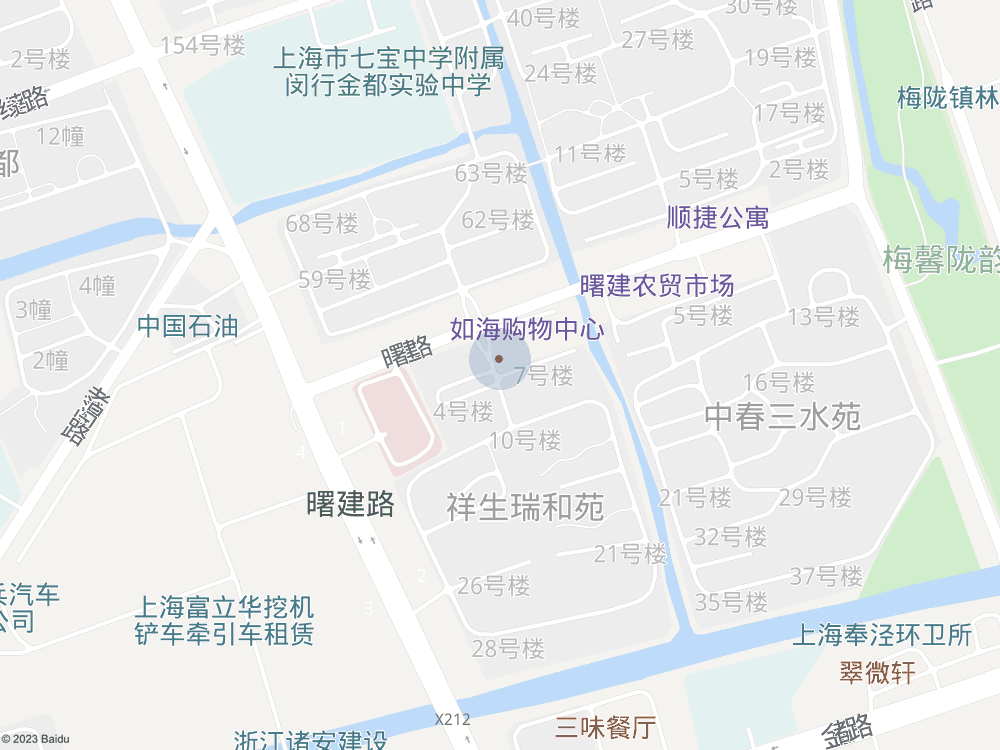 40号楼
30号楼
路
154号楼
27号楼
2号楼
上海市七宝中学附属
闵行金都实验中学
19号楼
24号楼
梅陇镇林
17号楼
12幢
都
11号楼
63号楼
5号楼
2号楼
68号楼
62号楼
顺捷公寓
梅馨陇韵
59号楼
4幢
曙建农贸市场
3幢
中国石油
如海购物中心
5号楼
13号楼
2幢
曙建路
7号楼
16号楼
4号楼
中春三水苑
1
10号楼
4
曙建路
祥生瑞和苑
21号楼
29号楼
32号楼
21号楼
2
26号楼
37号楼
汽车
公司
上海富立华挖机
铲车牵引车租赁
3
35号楼
28号楼
上海奉泾环卫所
翠微轩
X212
三味餐厅
浙江诸安建设
© 2023 Baidu